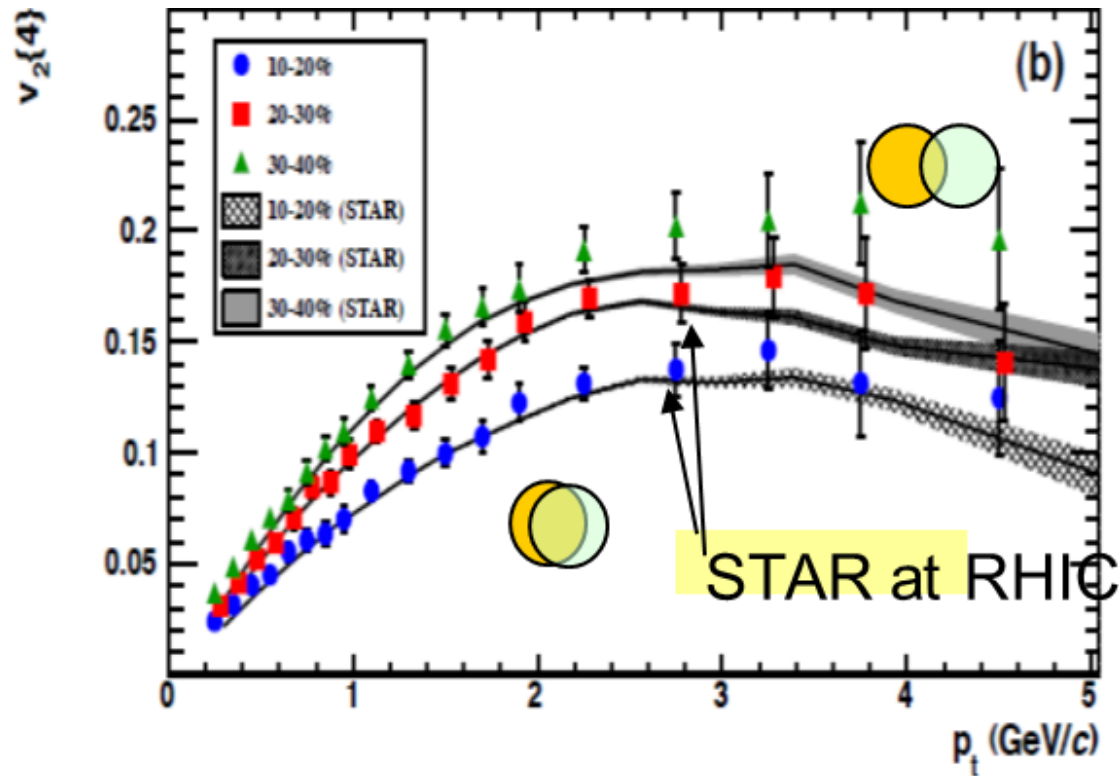 v₂{4}
(b)
10-20%
20-30%
30-40%
10-20% (STAR)
20-30% (STAR)
30-40% (STAR)
0.25
0.2
0.15
0.1
0.05
STAR at RHIC
0 1 2 3 4 5
pₜ (GeV/c)